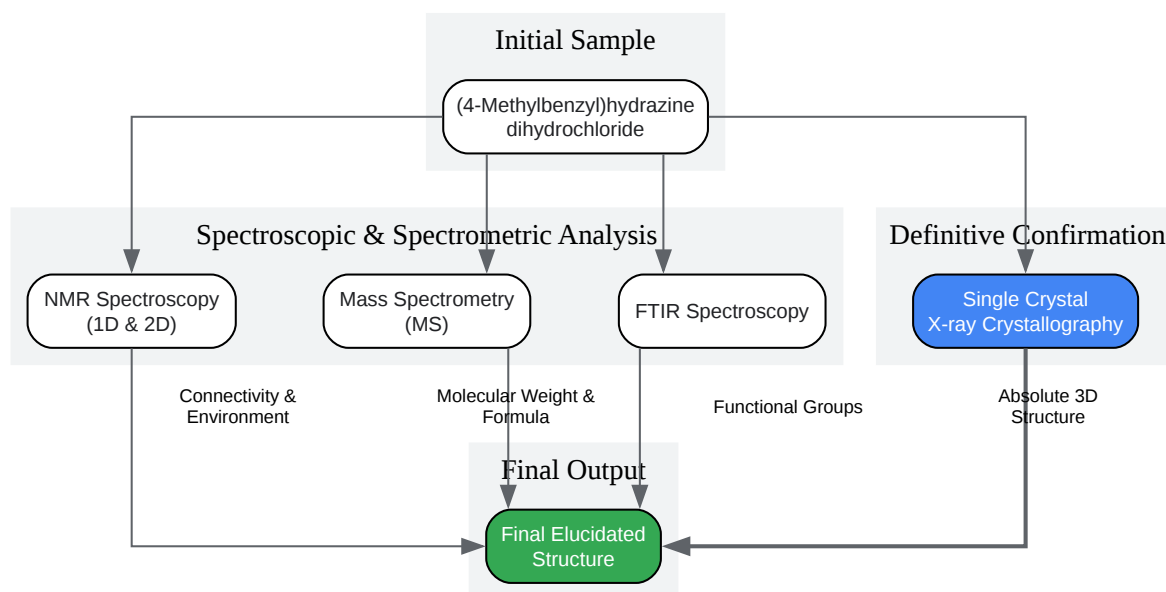 Initial Sample
(4-Methylbenzyl)hydrazine
dihydrochloride
Spectroscopic & Spectrometric Analysis
Definitive Confirmation
NMR Spectroscopy
(1D & 2D)
Mass Spectrometry
(MS)
FTIR Spectroscopy
Single Crystal
X-ray Crystallography
Connectivity &
Environment
Molecular Weight &
Formula
Functional Groups
Absolute 3D
Structure
Final Output
Final Elucidated
Structure